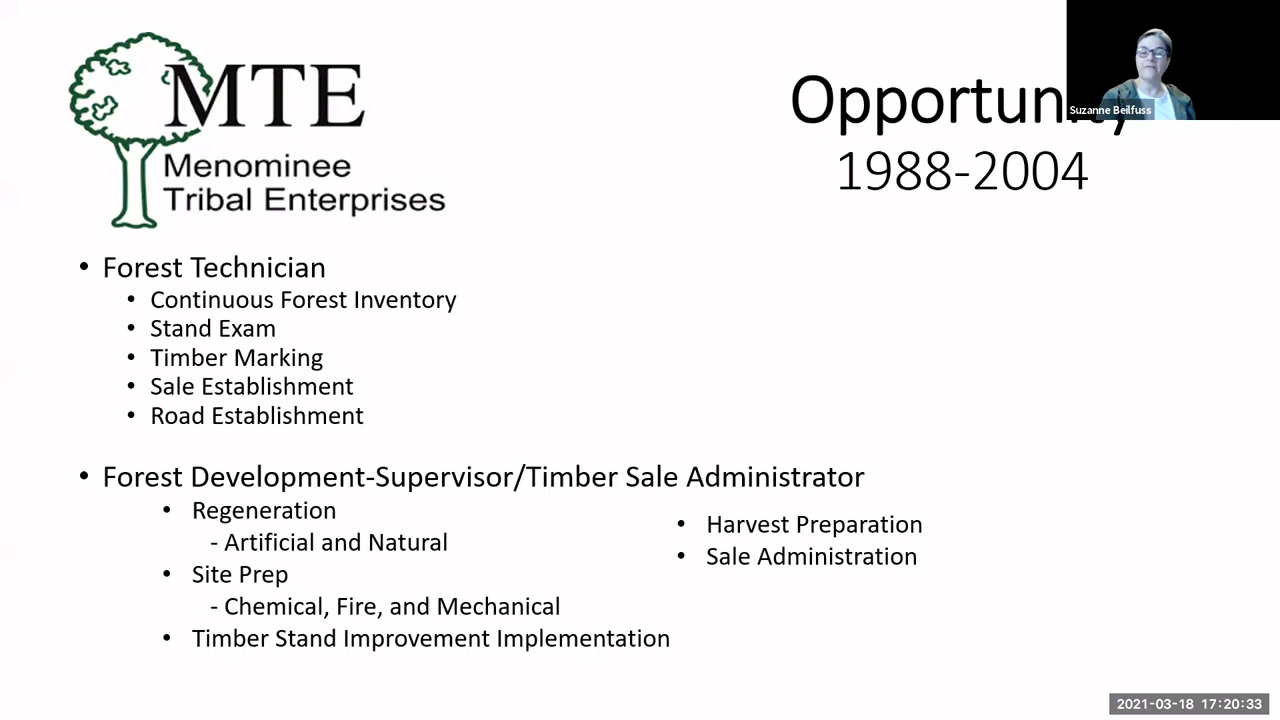 MTE
Menominee
Tribal Enterprises
Opportunity
1988-2004
Suzanne Beilfuss
• Forest Technician
• Continuous Forest Inventory
• Stand Exam
• Timber Marking
• Sale Establishment
• Road Establishment
• Forest Development-Supervisor/Timber Sale Administrator
• Regeneration
- Artificial and Natural
• Site Prep
- Chemical, Fire, and Mechanical
• Timber Stand Improvement Implementation
• Harvest Preparation
• Sale Administration
2021-03-18 17:20:33